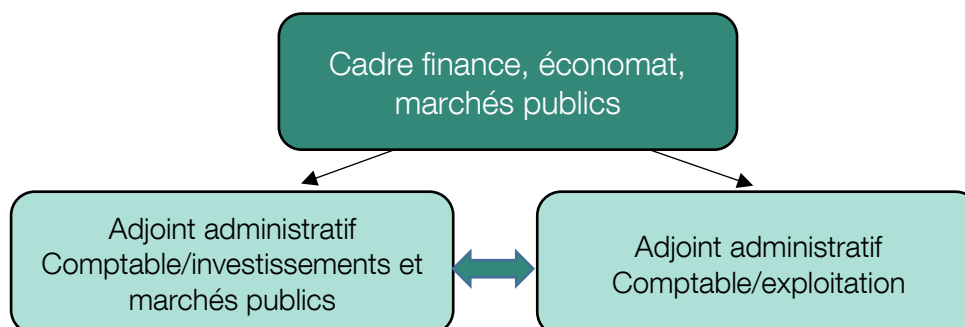 Cadre finance, économat,
marchés publics
Adjoint administratif
Comptable/investissements et
marchés publics
Adjoint administratif
Comptable/exploitation